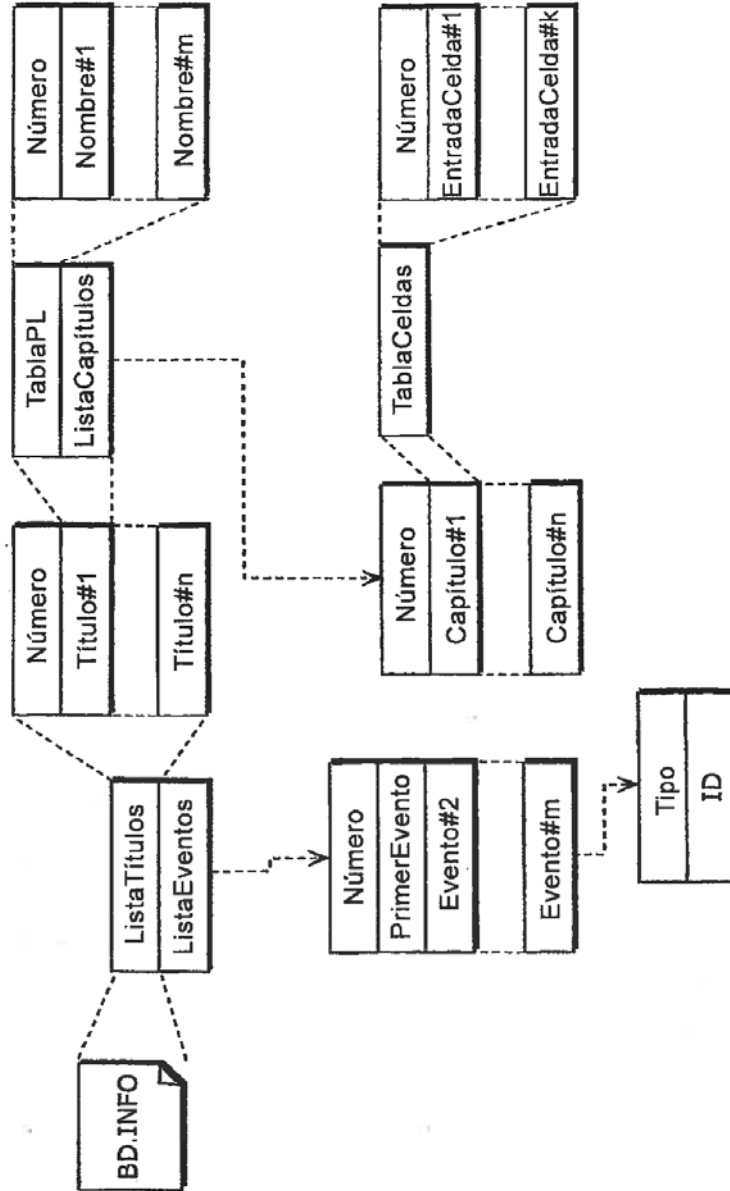 BD.INFO
ListaTítulos
ListaEventos
Número
Título#1
Título#n
TablaPL
ListaCapítulos
Número
Nombre#1
Nombre#m
Número
PrimerEvento
Evento#2
Evento#m
Tipo
ID
Número
Capítulo#1
Capítulo#n
TablaCeldas
Número
EntradaCelda#1
EntradaCelda#k